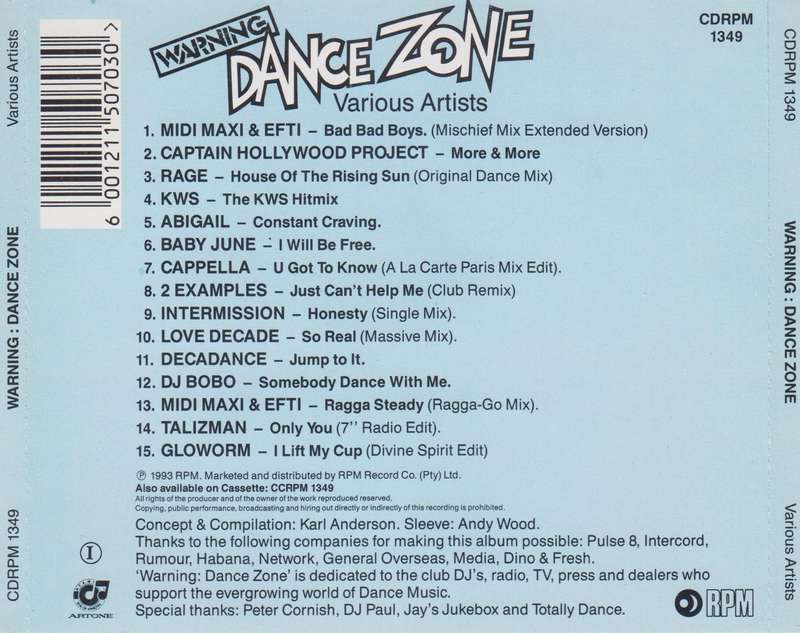 WARNING
DANCE ZONE
Various Artists
CDRPM
1349
6 001211 507030 >
1. MIDI MAXI & EFTI – Bad Bad Boys. (Mischief Mix Extended Version)
2. CAPTAIN HOLLYWOOD PROJECT – More & More
3. RAGE – House Of The Rising Sun (Original Dance Mix)
4. KWS – The KWS Hitmix
5. ABIGAIL – Constant Craving.
6. BABY JUNE – I Will Be Free.
7. CAPPELLA – U Got To Know (A La Carte Paris Mix Edit).
8. 2 EXAMPLES – Just Can't Help Me (Club Remix)
9. INTERMISSION – Honesty (Single Mix).
10. LOVE DECADE – So Real (Massive Mix).
11. DECADANCE – Jump to It.
12. DJ BOBO – Somebody Dance With Me.
13. MIDI MAXI & EFTI – Ragga Steady (Ragga-Go Mix).
14. TALIZMAN – Only You (7'' Radio Edit).
15. GLOWORM – I Lift My Cup (Divine Spirit Edit)
℗ 1993 RPM. Marketed and distributed by RPM Record Co. (Pty) Ltd.
Also available on Cassette: CCRPM 1349
All rights of the producer and of the owner of the work reproduced reserved.
Copying, public performance, broadcasting and hiring out directly or indirectly of this recording is prohibited.
Concept & Compilation: Karl Anderson. Sleeve: Andy Wood.
Thanks to the following companies for making this album possible: Pulse 8, Intercord,
Rumour, Habana, Network, General Overseas, Media, Dino & Fresh.
'Warning: Dance Zone' is dedicated to the club DJ's, radio, TV, press and dealers who
support the evergrowing world of Dance Music.
Special thanks: Peter Cornish, DJ Paul, Jay's Jukebox and Totally Dance.
I
ARTONE
RPM
Various Artists
WARNING : DANCE ZONE
CDRPM 1349
CDRPM 1349
WARNING : DANCE ZONE
Various Artists